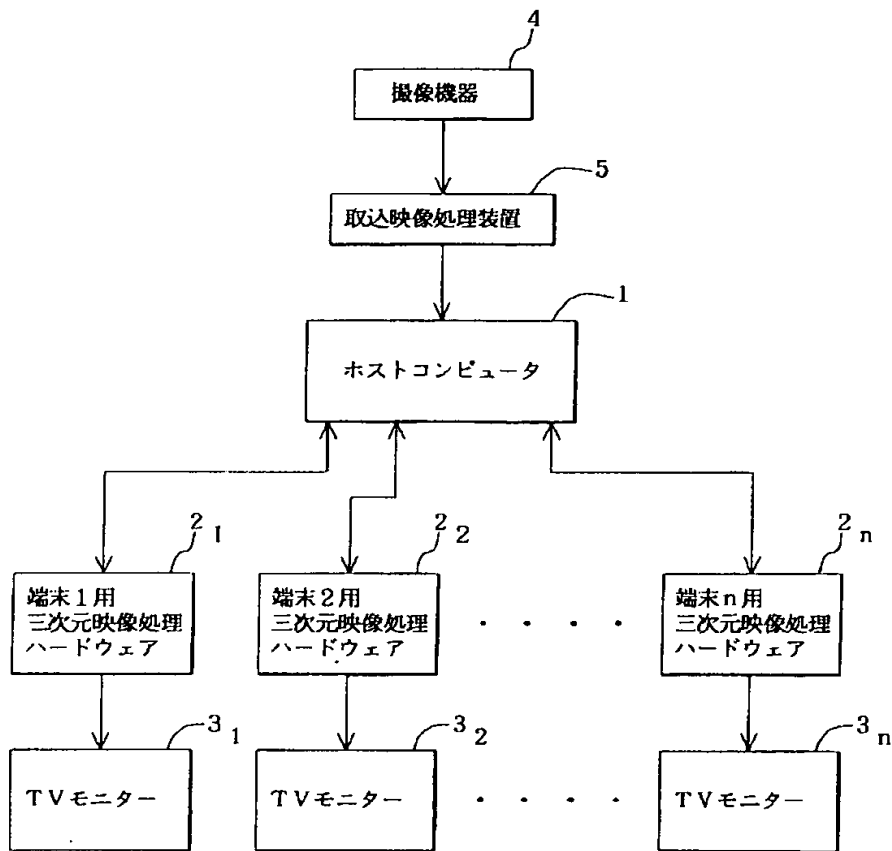 4
撮像機器
5
取込映像処理装置
1
ホストコンピュータ
2 1
2 2
2 n
端末1用
三次元映像処理
ハードウェア
端末2用
三次元映像処理
ハードウェア
・ ・ ・ ・
端末n用
三次元映像処理
ハードウェア
3 1
3 2
3 n
TVモニター
TVモニター
・ ・ ・ ・
TVモニター